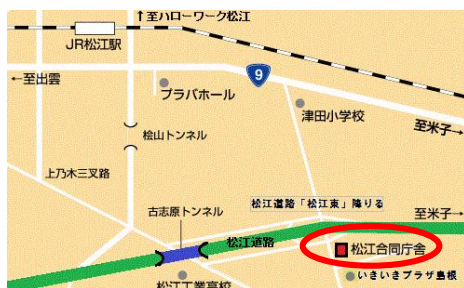 ↑至ハローワーク松江
JR松江駅
←至出雲
9
プラバホール
津田小学校
至米子→
桧山トンネル
上乃木三叉路
松江道路「松江東」降りる
古志原トンネル
至米子→
松江道路
松江合同庁舎
松江工業高校
いきいきプラザ島根